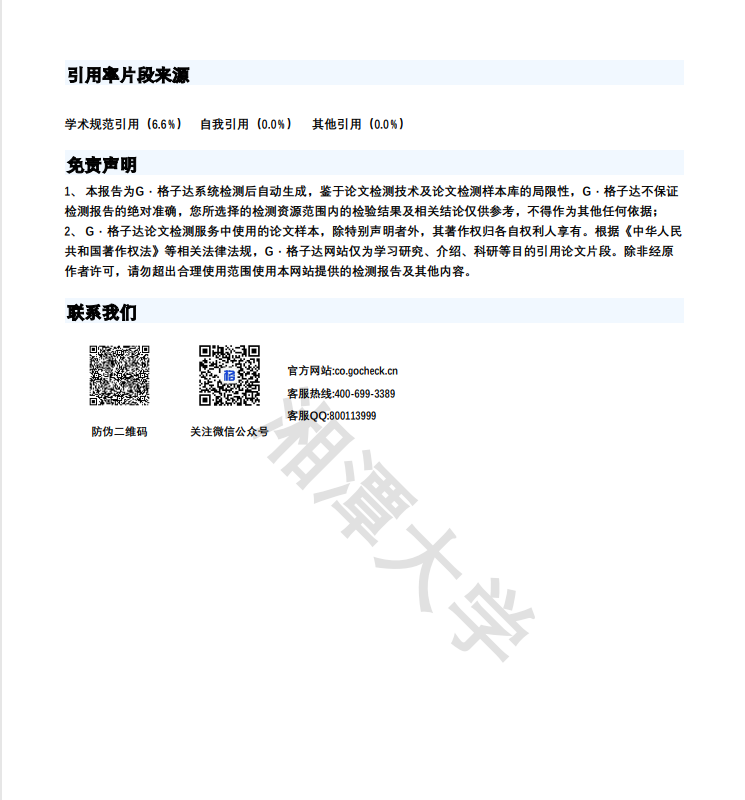 引用率片段来源
学术规范引用（6.6%） 自我引用（0.0%） 其他引用（0.0%）
免责声明
1、 本报告为G · 格子达系统检测后自动生成，鉴于论文检测技术及论文检测样本库的局限性，G · 格子达不保证
检测报告的绝对准确，您所选择的检测资源范围内的检验结果及相关结论仅供参考，不得作为其他任何依据；
2、 G · 格子达论文检测服务中使用的论文样本，除特别声明者外，其著作权归各自权利人享有。根据《中华人民
共和国著作权法》等相关法律法规，G · 格子达网站仅为学习研究、介绍、科研等目的引用论文片段。除非经原
作者许可，请勿超出合理使用范围使用本网站提供的检测报告及其他内容。
联系我们
格
官方网站:co.gocheck.cn
客服热线:400-699-3389
客服QQ:800113999
防伪二维码
关注微信公众号
湘潭大学